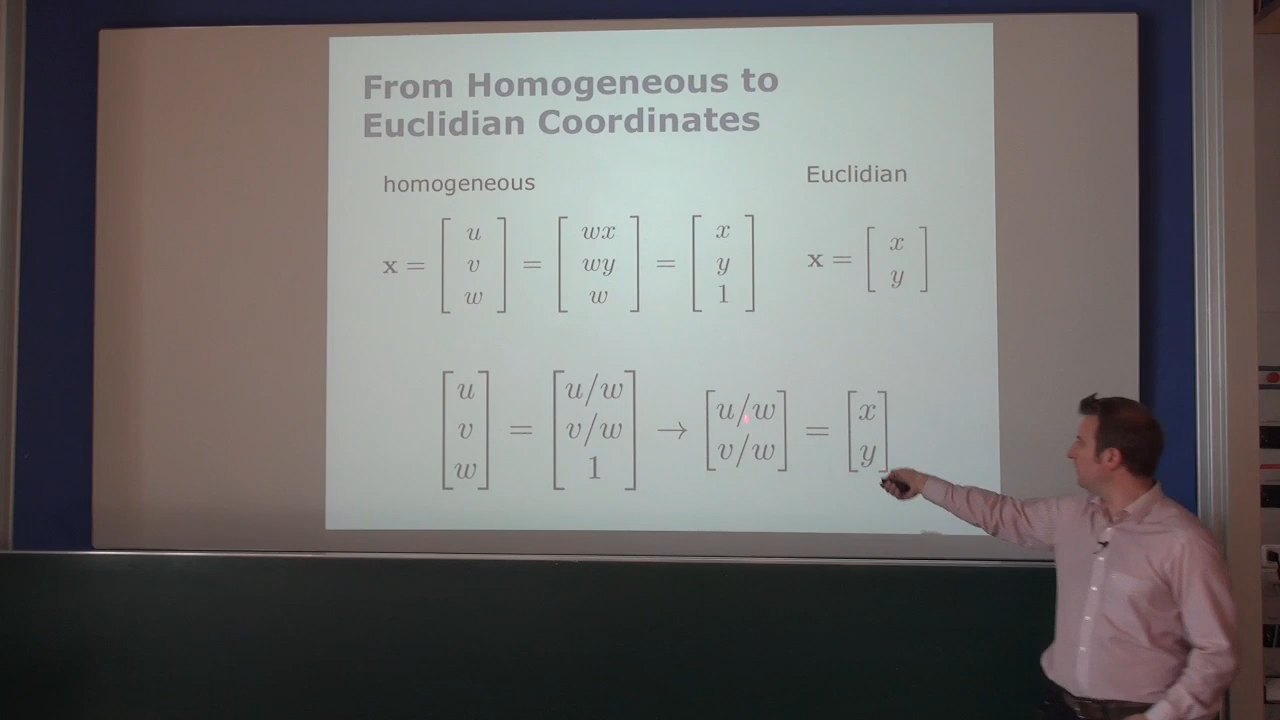 From Homogeneous to
Euclidian Coordinates
homogeneous
Euclidian
x = [ u v w ] = [ wx wy w ] = [ x y 1 ]
x = [ x y ]
[ u v w ] = [ u/w v/w 1 ] → [ u/w v/w ] = [ x y ]